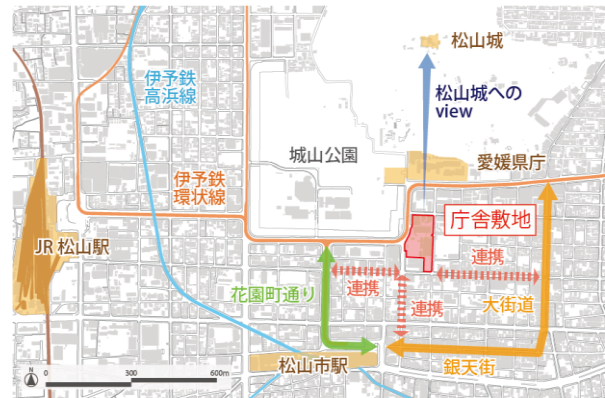 松山城
伊予鉄
高浜線
松山城への
view
城山公園
愛媛県庁
伊予鉄
環状線
庁舎敷地
JR 松山駅
連携
連携
花園町通り
連携
大街道
松山市駅
銀天街
N
0
300
600m